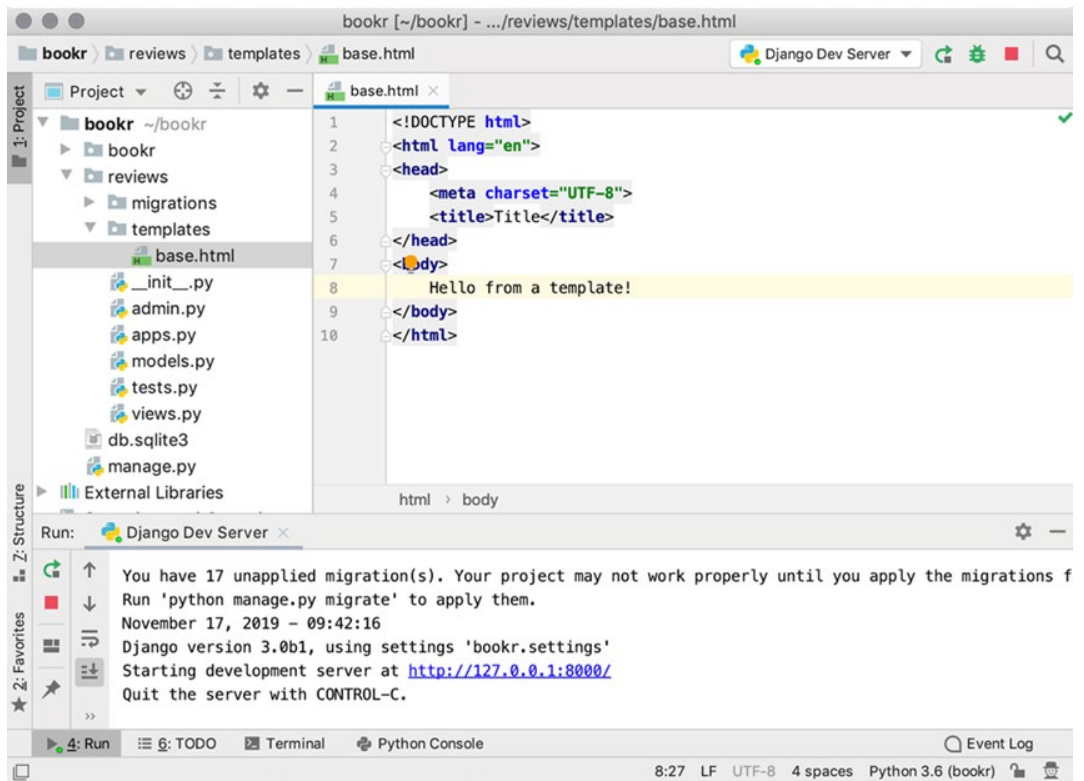 bookr [~/bookr] - .../reviews/templates/base.html
bookr reviews templates base.html Django Dev Server
1: Project
Project
base.html
bookr ~/bookr
bookr
reviews
migrations
templates
base.html
__init__.py
admin.py
apps.py
models.py
tests.py
views.py
db.sqlite3
manage.py
External Libraries
1 <!DOCTYPE html>
2 <html lang="en">
3 <head>
4 <meta charset="UTF-8">
5 <title>Title</title>
6 </head>
7 <body>
8 Hello from a template!
9 </body>
10 </html>
html › body
Z: Structure
2: Favorites
Run: Django Dev Server
You have 17 unapplied migration(s). Your project may not work properly until you apply the migrations f
Run 'python manage.py migrate' to apply them.
November 17, 2019 - 09:42:16
Django version 3.0b1, using settings 'bookr.settings'
Starting development server at http://127.0.0.1:8000/
Quit the server with CONTROL-C.
4: Run 6: TODO Terminal Python Console Event Log
8:27 LF UTF-8 4 spaces Python 3.6 (bookr)